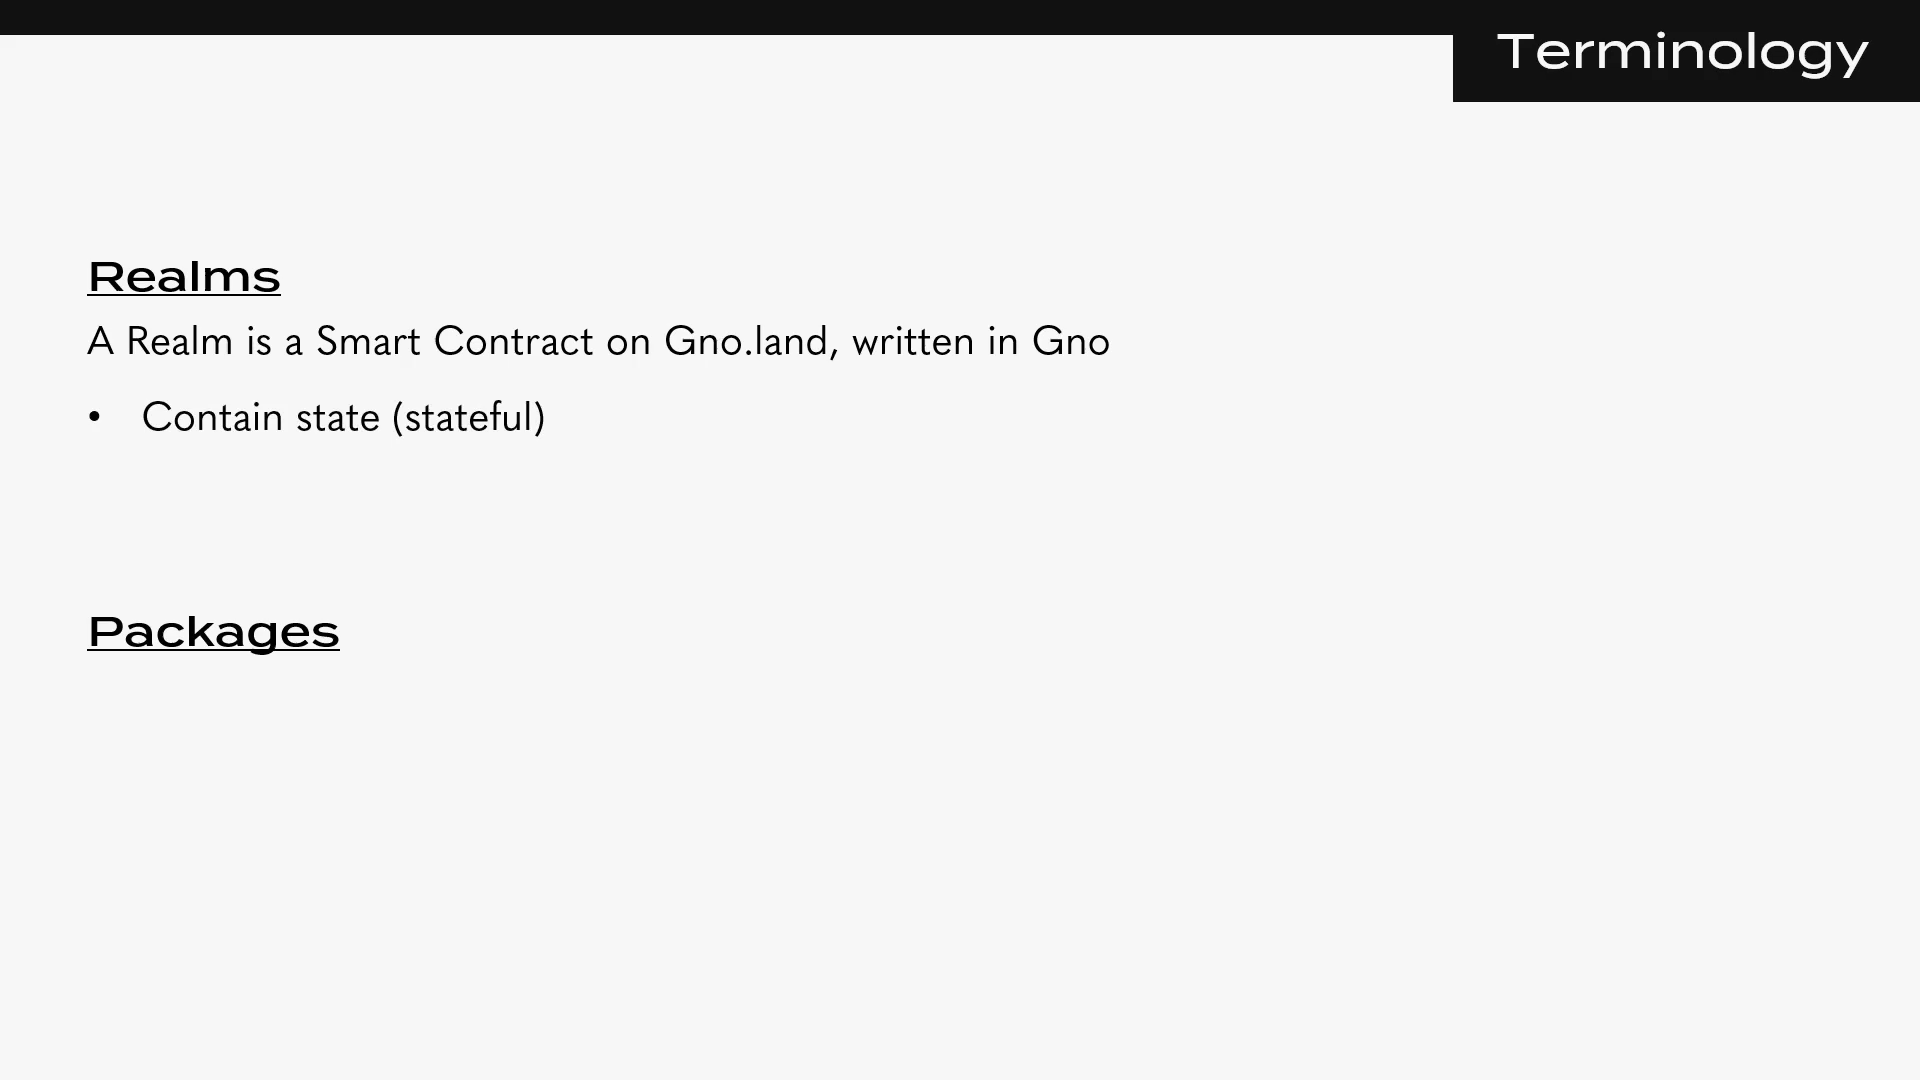 Terminology
Realms
A Realm is a Smart Contract on Gno.land, written in Gno
• Contain state (stateful)
Packages